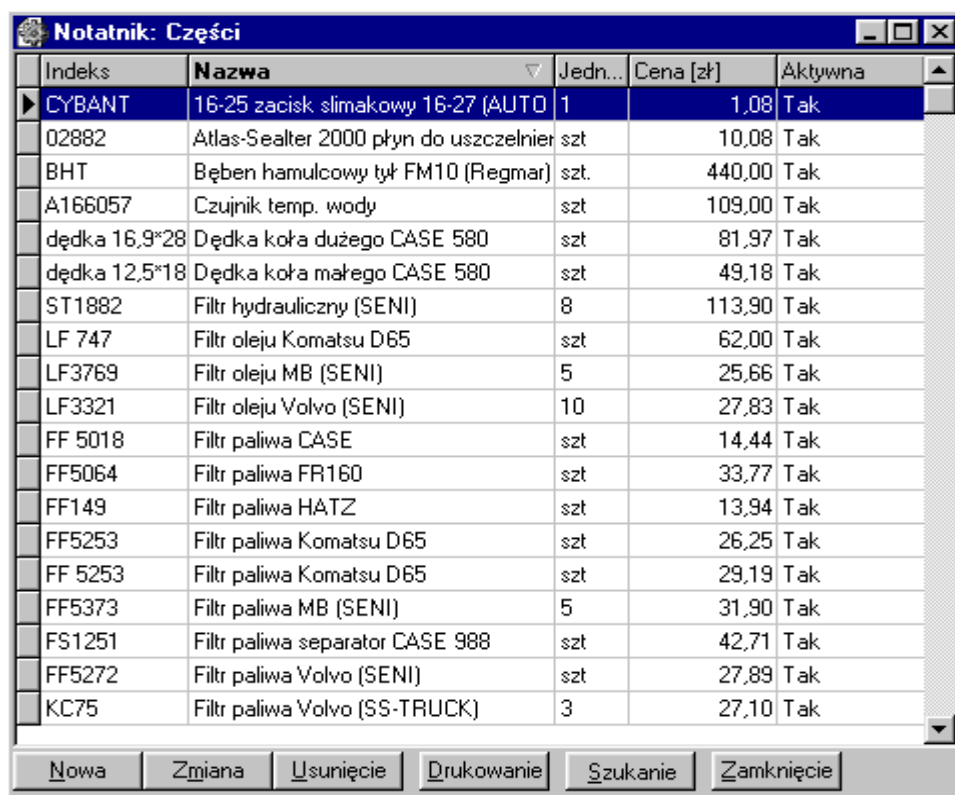 Notatnik: Części
Indeks Nazwa Jedn... Cena [zł] Aktywna
CYBANT 16-25 zacisk slimakowy 16-27 (AUTO 1 1,08 Tak
02882 Atlas-Sealter 2000 płyn do uszczelnier szt 10,08 Tak
BHT Bęben hamulcowy tył FM10 (Regmar) szt. 440,00 Tak
A166057 Czujnik temp. wody szt 109,00 Tak
dędka 16,9*28 Dędka koła dużego CASE 580 szt 81,97 Tak
dędka 12,5*18 Dędka koła małego CASE 580 szt 49,18 Tak
ST1882 Filtr hydrauliczny (SENI) 8 113,90 Tak
LF 747 Filtr oleju Komatsu D65 szt 62,00 Tak
LF3769 Filtr oleju MB (SENI) 5 25,66 Tak
LF3321 Filtr oleju Volvo (SENI) 10 27,83 Tak
FF 5018 Filtr paliwa CASE szt 14,44 Tak
FF5064 Filtr paliwa FR160 szt 33,77 Tak
FF149 Filtr paliwa HATZ szt 13,94 Tak
FF5253 Filtr paliwa Komatsu D65 szt 26,25 Tak
FF 5253 Filtr paliwa Komatsu D65 szt 29,19 Tak
FF5373 Filtr paliwa MB (SENI) 5 31,90 Tak
FS1251 Filtr paliwa separator CASE 988 szt 42,71 Tak
FF5272 Filtr paliwa Volvo (SENI) szt 27,89 Tak
KC75 Filtr paliwa Volvo (SS-TRUCK) 3 27,10 Tak
Nowa Zmiana Usunięcie Drukowanie Szukanie Zamknięcie